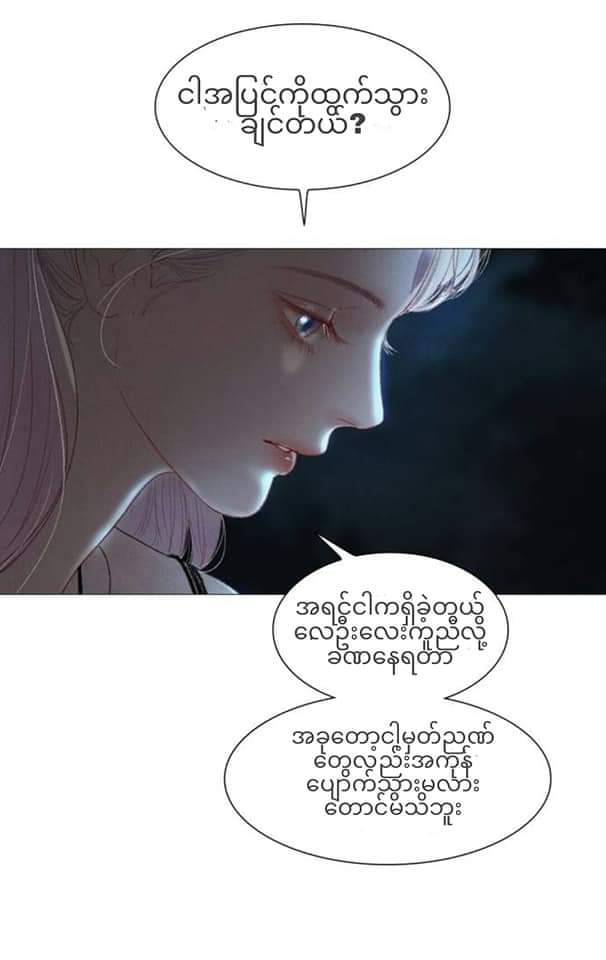 ငါအပြင်ကိုထွက်သွား
ချင်တယ်?
အရင်ငါကရှိခဲ့တယ်
လေဦးလေးကူညီလို့
ခဏနေရတာ
အခုတော့ငါ့မှတ်ညဏ်
တွေလည်းအကုန်
ပျောက်သွားမလား
တောင်မသိဘူး